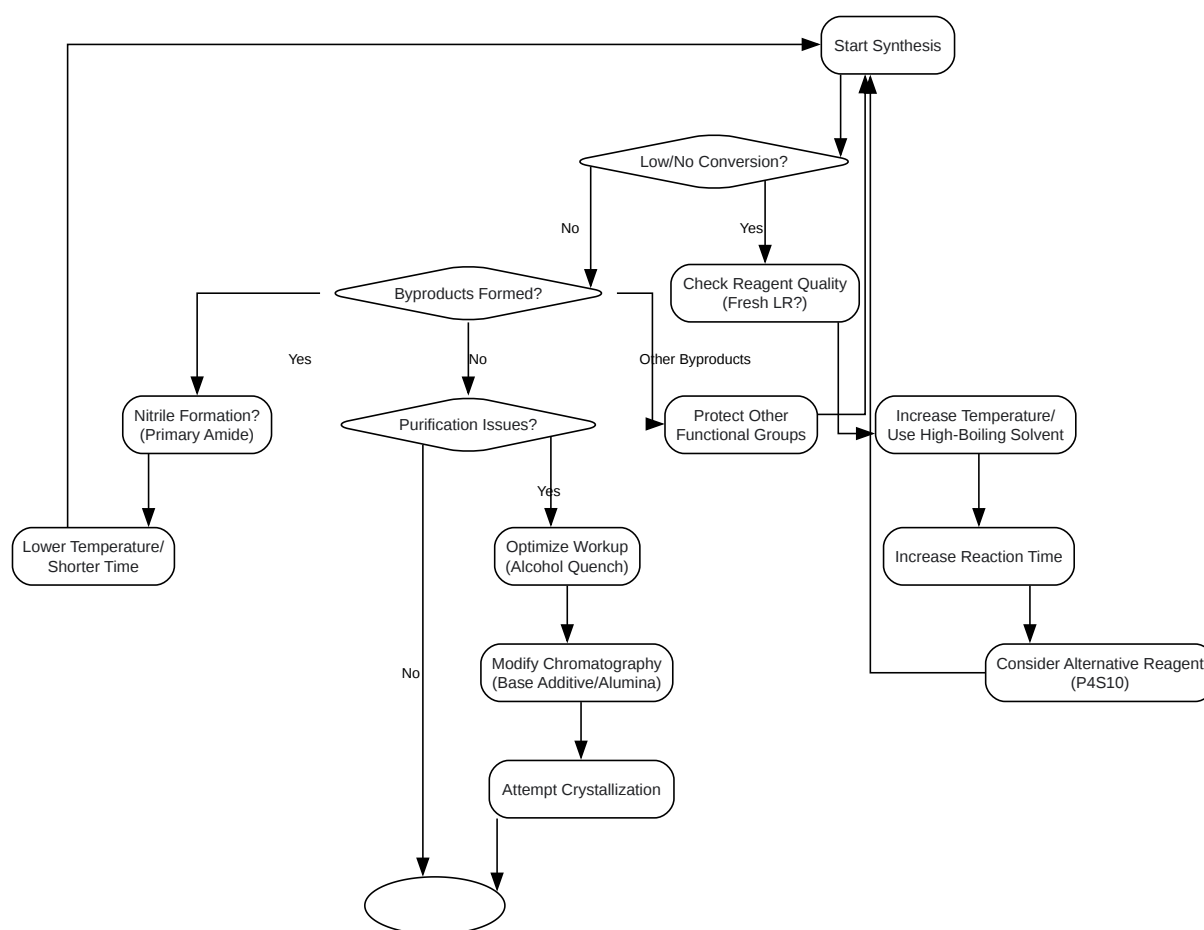 Start Synthesis
Low/No Conversion?
No
Yes
Check Reagent Quality
(Fresh LR?)
Byproducts Formed?
Yes
No
Other Byproducts
Nitrile Formation?
(Primary Amide)
Purification Issues?
Protect Other
Functional Groups
Increase Temperature/
Use High-Boiling Solvent
Yes
Lower Temperature/
Shorter Time
Optimize Workup
(Alcohol Quench)
Increase Reaction Time
No
Modify Chromatography
(Base Additive/Alumina)
Consider Alternative Reagent
(P4S10)
Attempt Crystallization